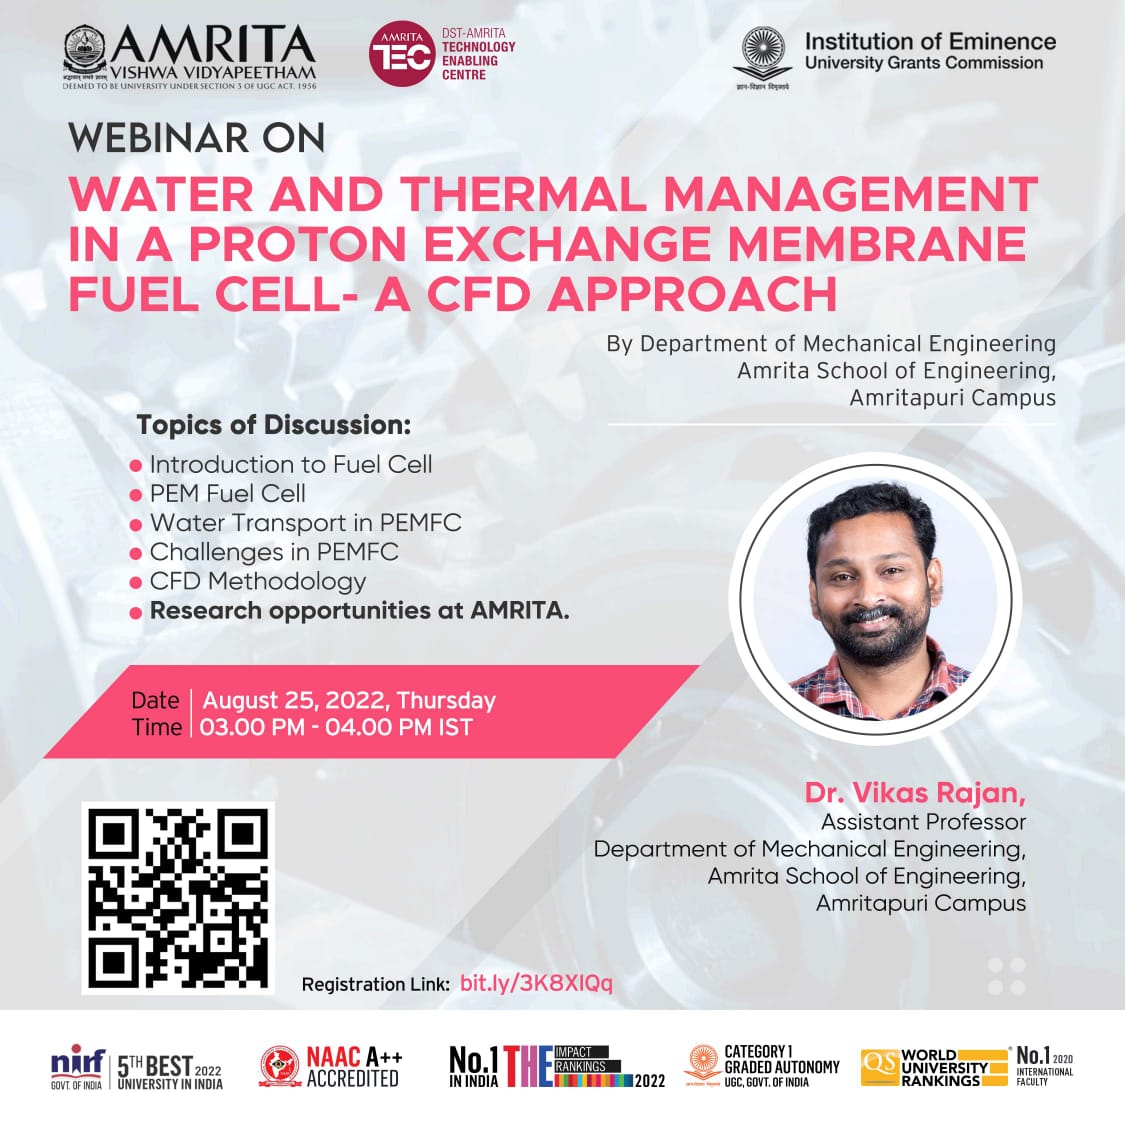 AMRITA
VISHWA VIDYAPEETHAM
DEEMED TO BE UNIVERSITY UNDER SECTION 3 OF UGC ACT. 1956
AMRITA
TEC
DST-AMRITA
TECHNOLOGY
ENABLING
CENTRE
ज्ञान-विज्ञान विमुक्तये
Institution of Eminence
University Grants Commission
WEBINAR ON
WATER AND THERMAL MANAGEMENT
IN A PROTON EXCHANGE MEMBRANE
FUEL CELL- A CFD APPROACH
By Department of Mechanical Engineering
Amrita School of Engineering,
Amritapuri Campus
Topics of Discussion:
Introduction to Fuel Cell
PEM Fuel Cell
Water Transport in PEMFC
Challenges in PEMFC
CFD Methodology
Research opportunities at AMRITA.
Date August 25, 2022, Thursday
Time 03.00 PM - 04.00 PM IST
Dr. Vikas Rajan,
Assistant Professor
Department of Mechanical Engineering,
Amrita School of Engineering,
Amritapuri Campus
Registration Link: bit.ly/3K8XIQq
nirf
GOVT. OF INDIA
5TH BEST 2022
UNIVERSITY IN INDIA
NAAC A++
ACCREDITED
No.1
IN INDIA
THE
IMPACT
RANKINGS
2022
CATEGORY 1
GRADED AUTONOMY
UGC, GOVT. OF INDIA
QS
WORLD
UNIVERSITY
RANKINGS
No.1 2020
INTERNATIONAL
FACULTY